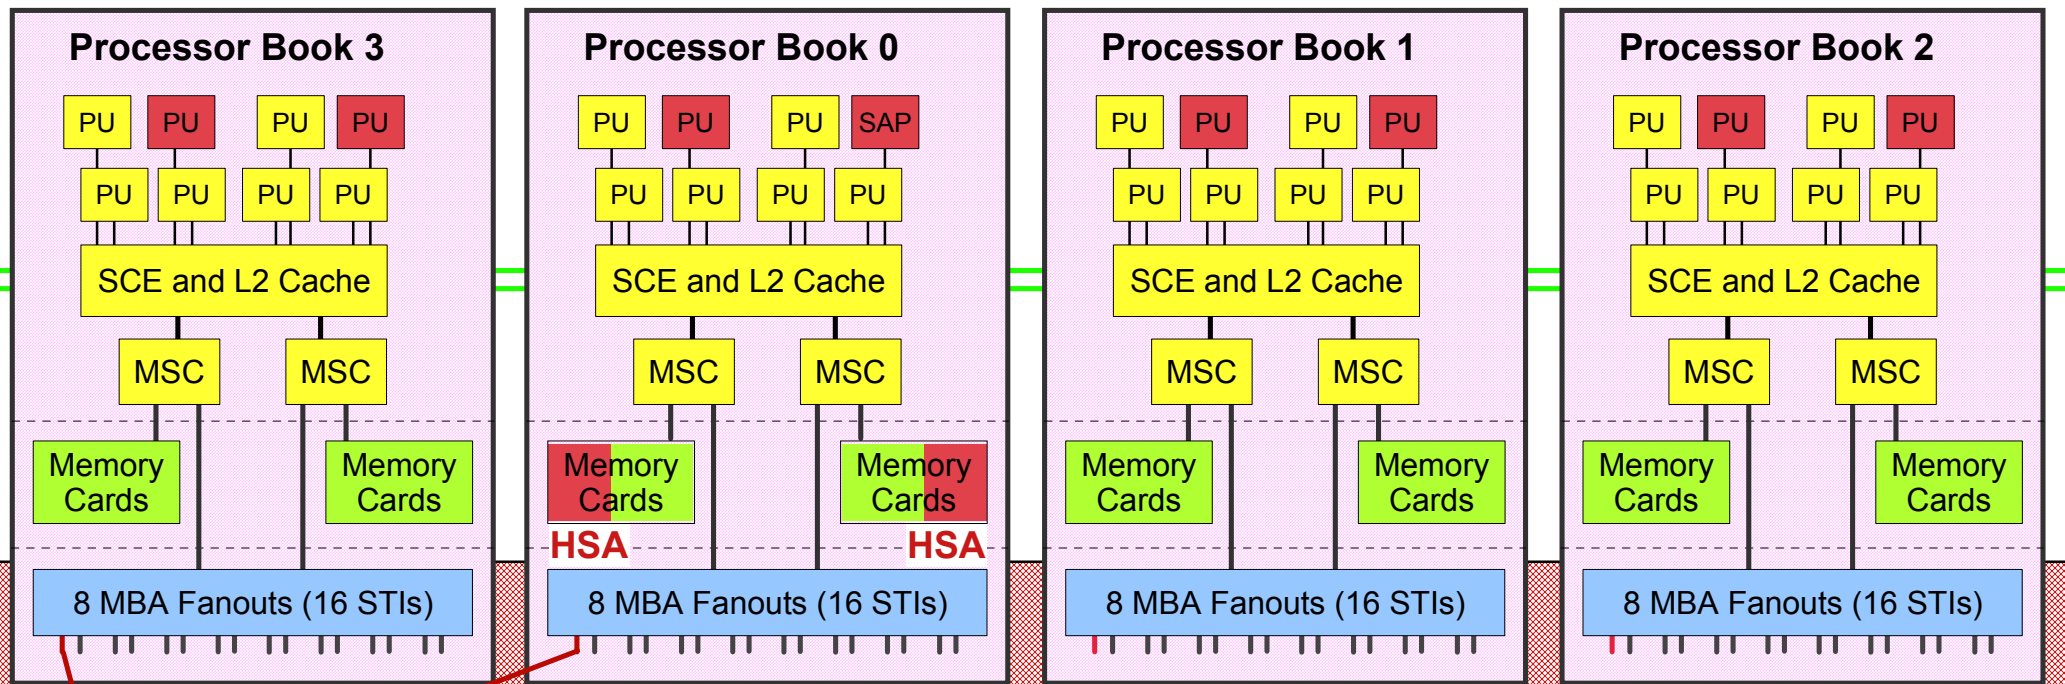 Processor Book 3
PU PU PU PU
PU PU PU PU
SCE and L2 Cache
MSC MSC
Memory Cards
Memory Cards
8 MBA Fanouts (16 STIs)
Processor Book 0
PU PU PU SAP
PU PU PU PU
SCE and L2 Cache
MSC MSC
Memory Cards
Memory Cards
HSA HSA
8 MBA Fanouts (16 STIs)
Processor Book 1
PU PU PU PU
PU PU PU PU
SCE and L2 Cache
MSC MSC
Memory Cards
Memory Cards
8 MBA Fanouts (16 STIs)
Processor Book 2
PU PU PU PU
PU PU PU PU
SCE and L2 Cache
MSC MSC
Memory Cards
Memory Cards
8 MBA Fanouts (16 STIs)